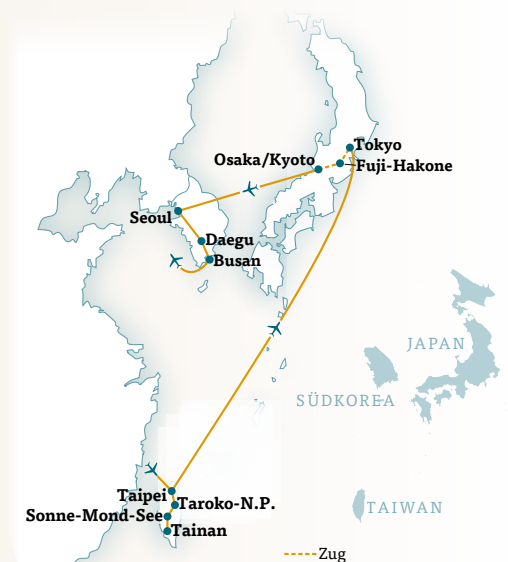 Tokyo
Osaka/Kyoto
Fuji-Hakone
Seoul
Daegu
Busan
JAPAN
SÜDKOREA
Taipei
Taroko-N.P.
Sonne-Mond-See
TAIWAN
Tainan
Zug